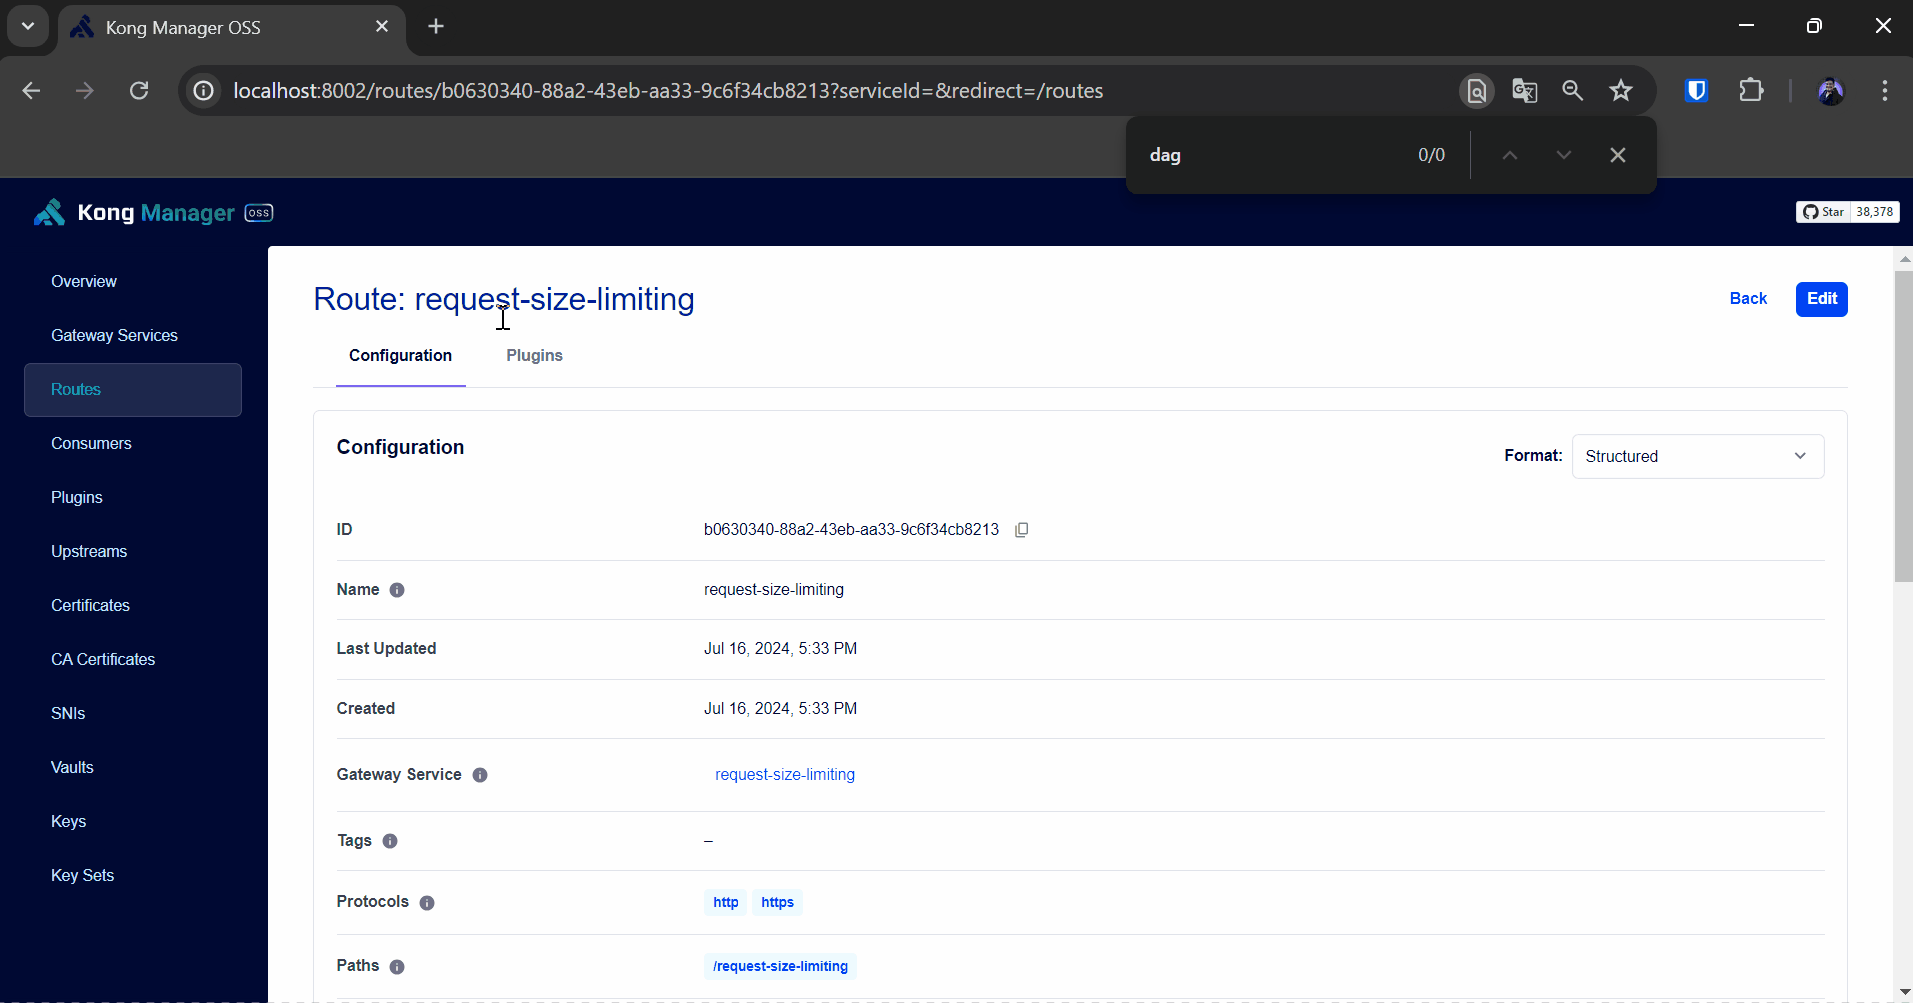 Kong Manager OSS
localhost:8002/routes/b0630340-88a2-43eb-aa33-9c6f34cb8213?serviceId=&redirect=/routes
dag 0/0
Kong Manager OSS
Star 38,378
Overview
Gateway Services
Routes
Consumers
Plugins
Upstreams
Certificates
CA Certificates
SNIs
Vaults
Keys
Key Sets
Route: request-size-limiting
Back Edit
Configuration Plugins
Configuration
Format: Structured
ID b0630340-88a2-43eb-aa33-9c6f34cb8213
Name request-size-limiting
Last Updated Jul 16, 2024, 5:33 PM
Created Jul 16, 2024, 5:33 PM
Gateway Service request-size-limiting
Tags –
Protocols http https
Paths /request-size-limiting